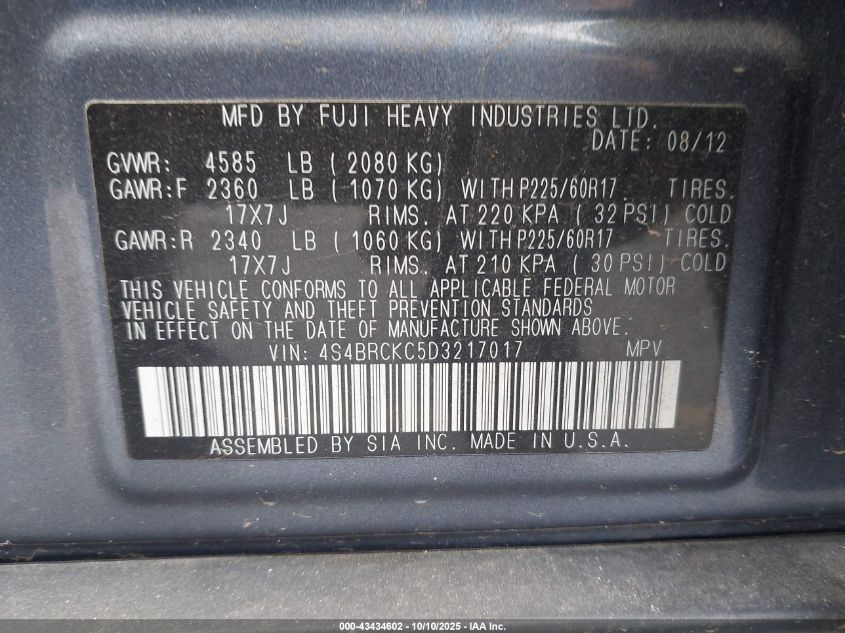 MFD BY FUJI HEAVY INDUSTRIES LTD.
DATE: 08/12
GVWR: 4585 LB ( 2080 KG)
GAWR:F 2360 LB ( 1070 KG) WITH P225/60R17 TIRES.
17X7J RIMS. AT 220 KPA ( 32 PSI) COLD
GAWR:R 2340 LB ( 1060 KG) WITH P225/60R17 TIRES.
17X7J RIMS. AT 210 KPA ( 30 PSI) COLD
THIS VEHICLE CONFORMS TO ALL APPLICABLE FEDERAL MOTOR
VEHICLE SAFETY AND THEFT PREVENTION STANDARDS
IN EFFECT ON THE DATE OF MANUFACTURE SHOWN ABOVE.
VIN: 4S4BRCKC5D3217017 MPV
ASSEMBLED BY SIA INC. MADE IN U.S.A.
000-43434602 - 10/10/2025 - IAA Inc.